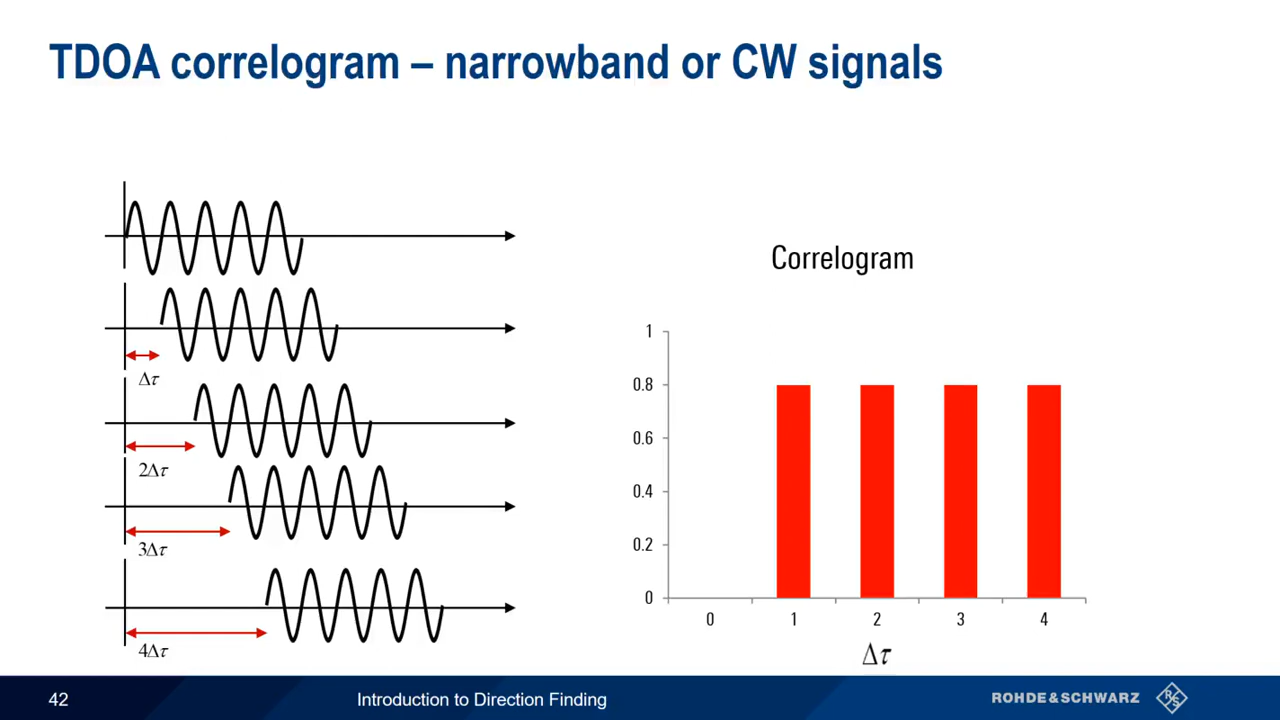 TDOA correlogram – narrowband or CW signals
Δτ
2Δτ
3Δτ
4Δτ
Correlogram
1
0.8
0.6
0.4
0.2
0
0 1 2 3 4
Δτ
42 Introduction to Direction Finding ROHDE&SCHWARZ R&S